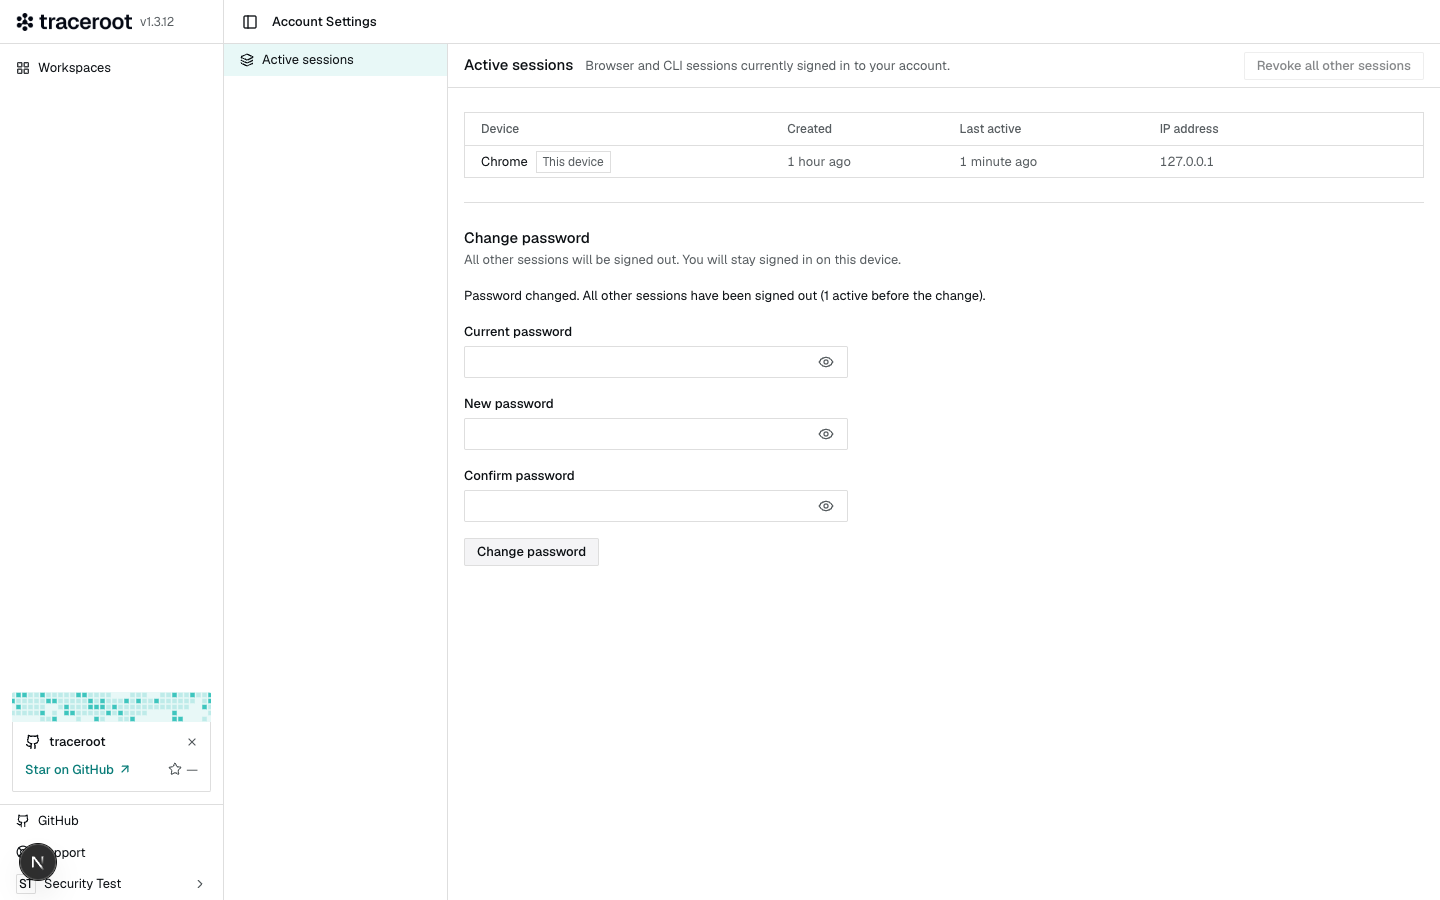 traceroot v1.3.12
Account Settings
Workspaces
Active sessions
Active sessions Browser and CLI sessions currently signed in to your account.
Revoke all other sessions
Device Created Last active IP address
Chrome This device 1 hour ago 1 minute ago 127.0.0.1
Change password
All other sessions will be signed out. You will stay signed in on this device.
Password changed. All other sessions have been signed out (1 active before the change).
Current password
New password
Confirm password
Change password
traceroot
Star on GitHub —
GitHub
pport
N
ST Security Test